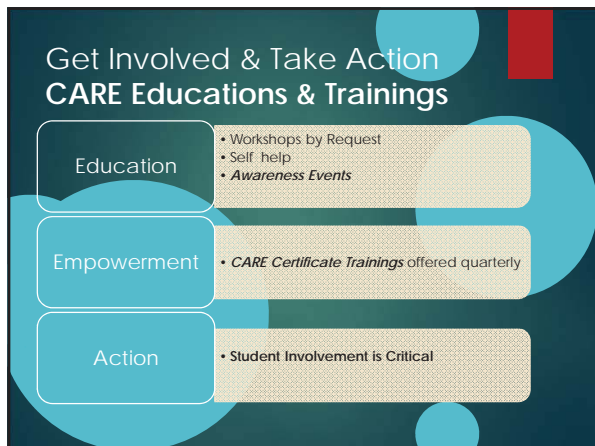 Get Involved & Take Action
CARE Educations & Trainings
Education
• Workshops by Request
• Self help
• Awareness Events
Empowerment
• CARE Certificate Trainings offered quarterly
Action
• Student Involvement is Critical